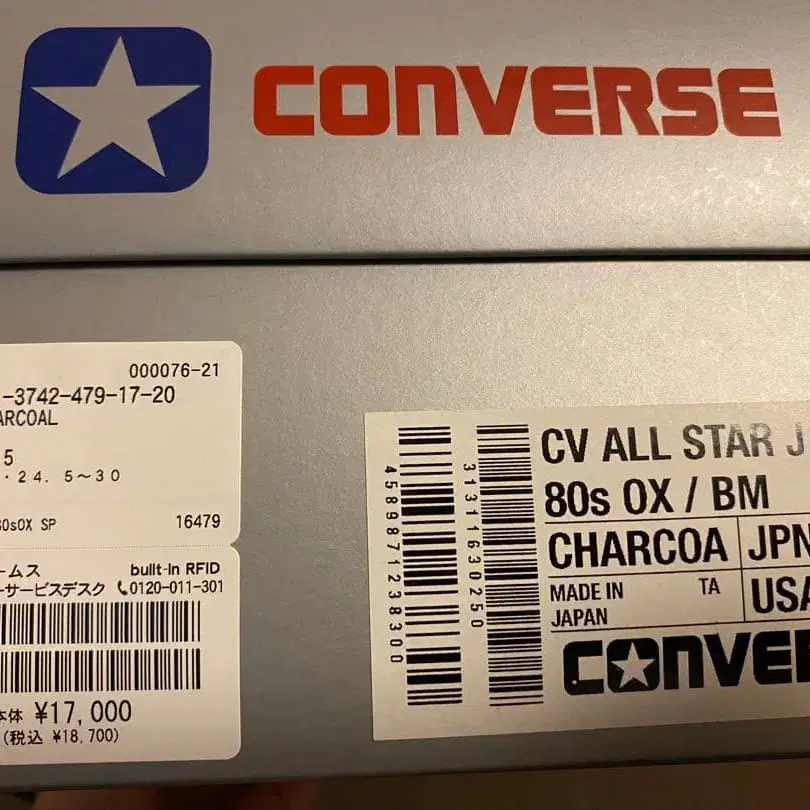 CONVERSE
000076-21
-3742-479-17-20
ARCOAL
5
・24.5〜30
80sOX SP 16479
ームス built-in RFID
ーサービスデスク 0120-011-301
本体 ¥17,000
(税込 ¥18,700)
4589871238300
31311630250
CV ALL STAR J
80s OX / BM
CHARCOA JPN
MADE IN JAPAN TA USA
CONVE